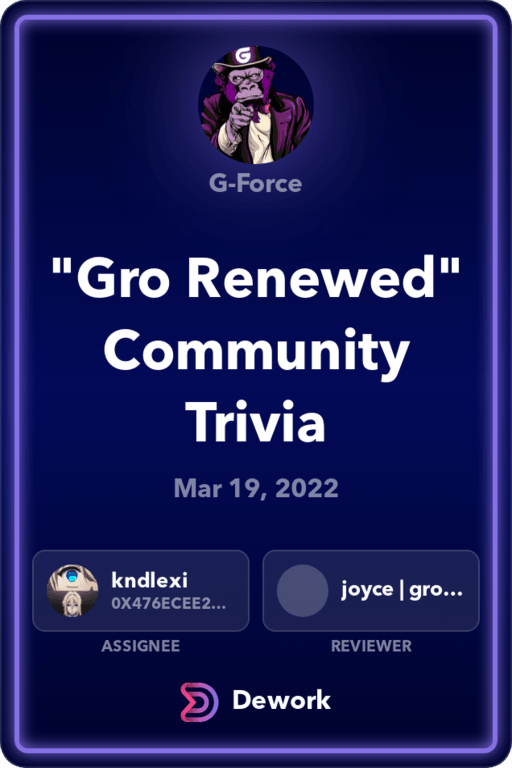 G
G-Force
"Gro Renewed"
Community
Trivia
Mar 19, 2022
kndlexi
0X476ECEE2...
ASSIGNEE
joyce | gro...
REVIEWER
Dework